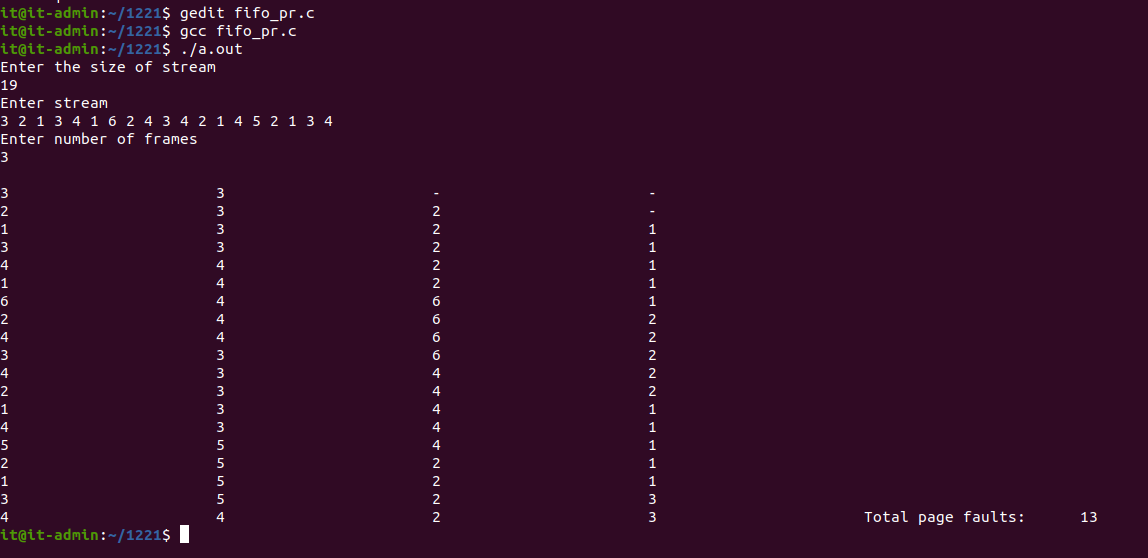 it@it-admin:~/1221$ gedit fifo_pr.c
it@it-admin:~/1221$ gcc fifo_pr.c
it@it-admin:~/1221$ ./a.out
Enter the size of stream
19
Enter stream
3 2 1 3 4 1 6 2 4 3 4 2 1 4 5 2 1 3 4
Enter number of frames
3
3 3 - -
2 3 2 -
1 3 2 1
3 3 2 1
4 4 2 1
1 4 2 1
6 4 6 1
2 4 6 2
4 4 6 2
3 3 6 2
4 3 4 2
2 3 4 2
1 3 4 1
4 3 4 1
5 5 4 1
2 5 2 1
1 5 2 1
3 5 2 3
4 4 2 3 Total page faults: 13
it@it-admin:~/1221$